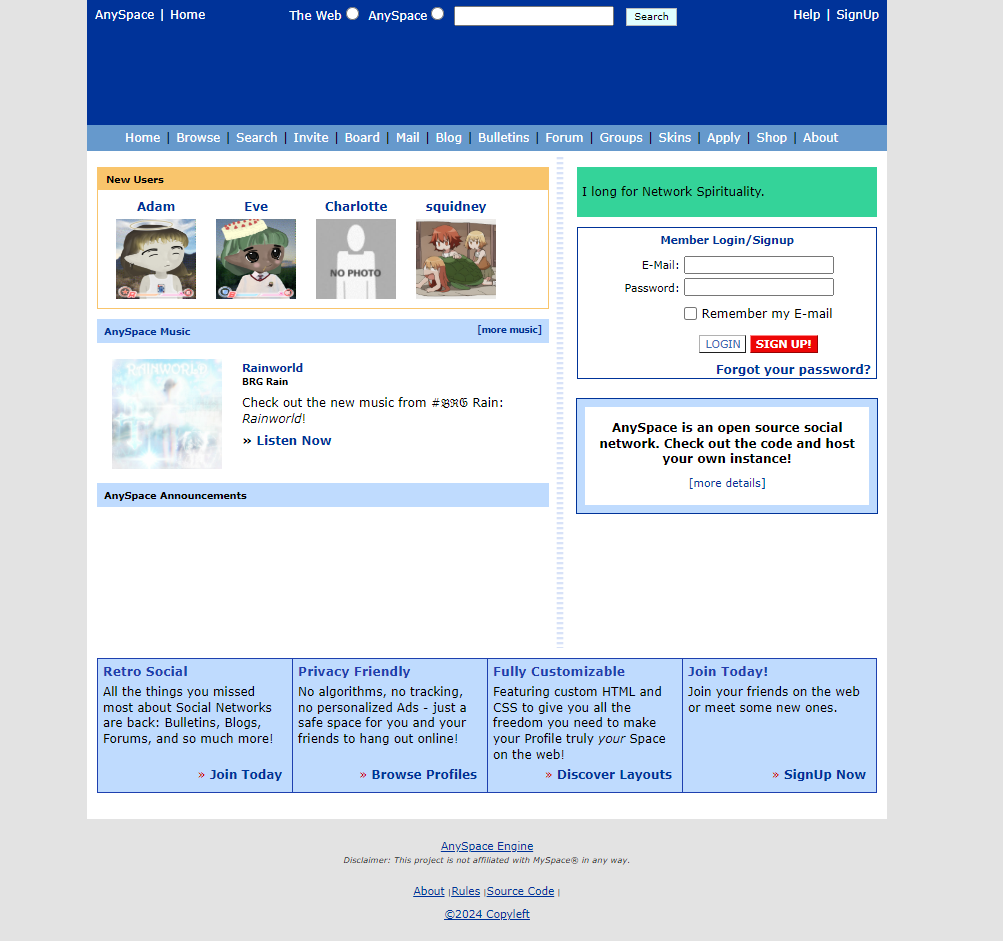 AnySpace | Home
The Web AnySpace Search
Help | SignUp
Home | Browse | Search | Invite | Board | Mail | Blog | Bulletins | Forum | Groups | Skins | Apply | Shop | About
New Users
Adam Eve Charlotte squidney
NO PHOTO
AnySpace Music [more music]
RAINWORLD
Rainworld
BRG Rain
Check out the new music from #𝔅ℜ𝔊 Rain:
Rainworld!
» Listen Now
AnySpace Announcements
I long for Network Spirituality.
Member Login/Signup
E-Mail:
Password:
Remember my E-mail
LOGIN SIGN UP!
Forgot your password?
AnySpace is an open source social
network. Check out the code and host
your own instance!
[more details]
Retro Social
All the things you missed
most about Social Networks
are back: Bulletins, Blogs,
Forums, and so much more!
» Join Today
Privacy Friendly
No algorithms, no tracking,
no personalized Ads - just a
safe space for you and your
friends to hang out online!
» Browse Profiles
Fully Customizable
Featuring custom HTML and
CSS to give you all the
freedom you need to make
your Profile truly your Space
on the web!
» Discover Layouts
Join Today!
Join your friends on the web
or meet some new ones.
» SignUp Now
AnySpace Engine
Disclaimer: This project is not affiliated with MySpace® in any way.
About | Rules | Source Code |
©2024 Copyleft